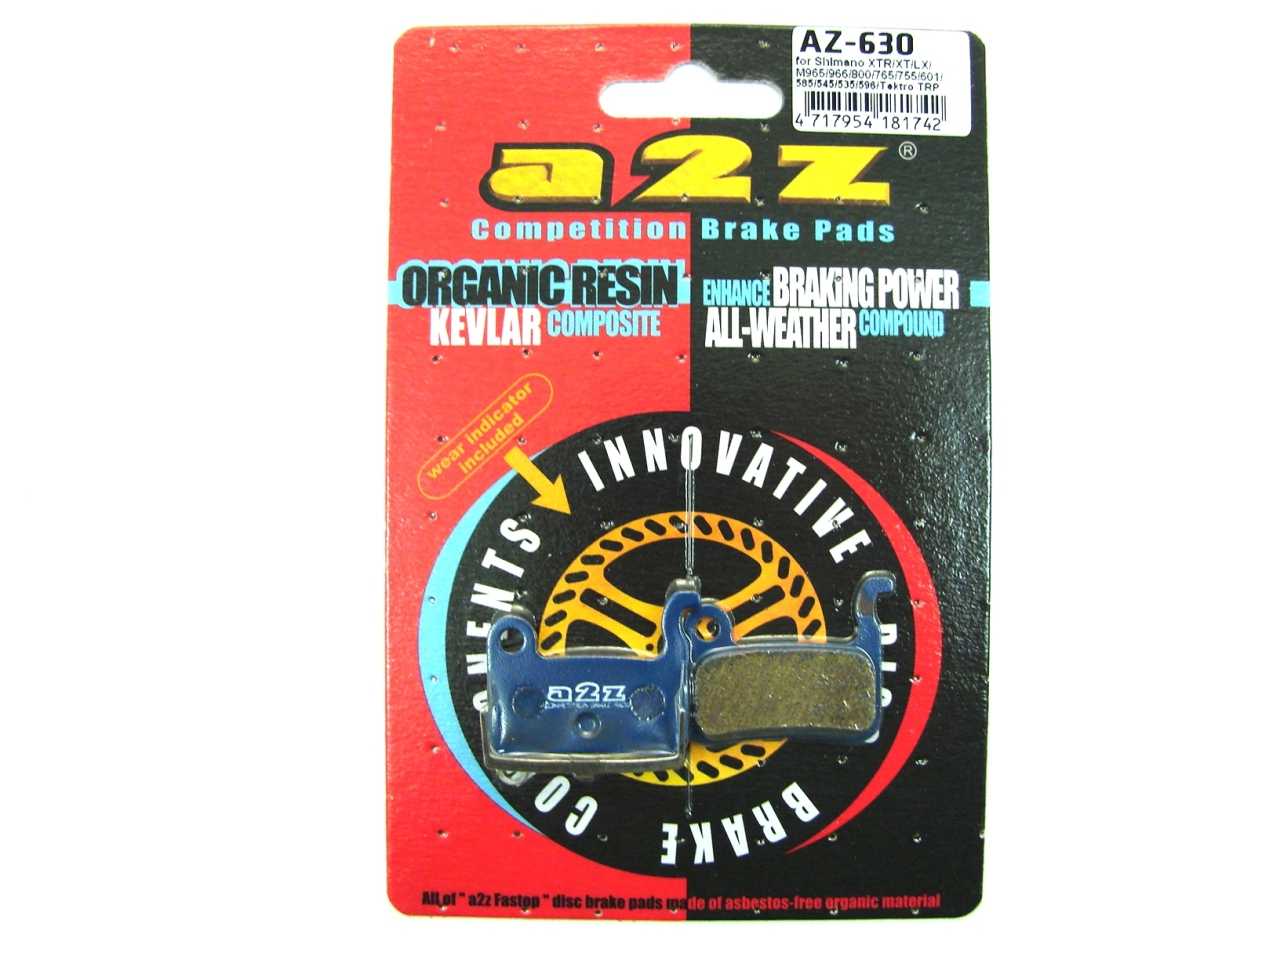 AZ-630
for Shimano XTR/XT/LX/
M965/966/800/765/755/601/
585/545/535/596/Tektro TRP
4 717954 181742
a2z®
Competition Brake Pads
ORGANIC RESIN
KEVLAR COMPOSITE
ENHANCE BRAKING POWER
ALL-WEATHER COMPOUND
wear indicator
included
INNOVATIVE
BRAKE
a2z
All of " a2z Fastop " disc brake pads made of asbestos-free organic material